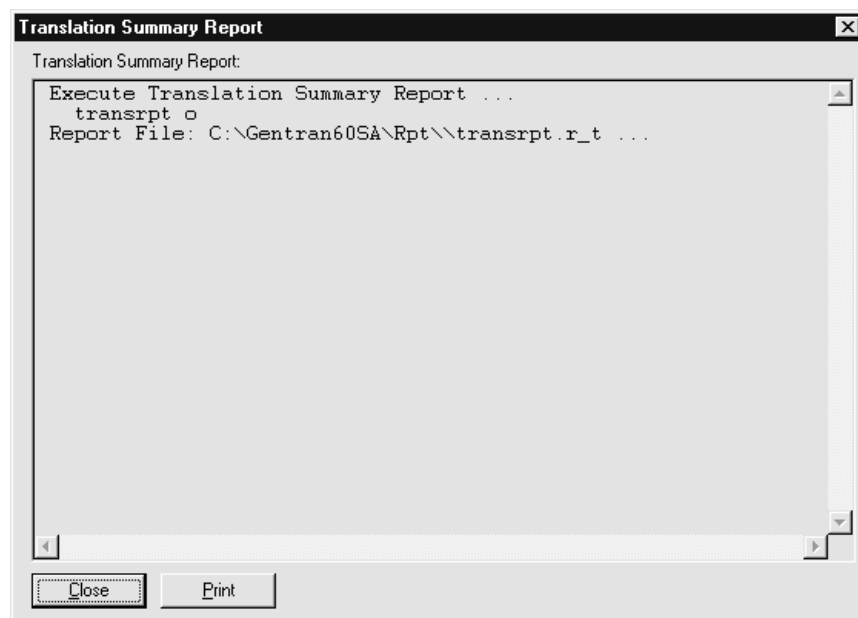 Translation Summary Report
Translation Summary Report:
Execute Translation Summary Report ...
transrpt o
Report File: C:\Gentran60SA\Rpt\\transrpt.r_t ...
Close
Print